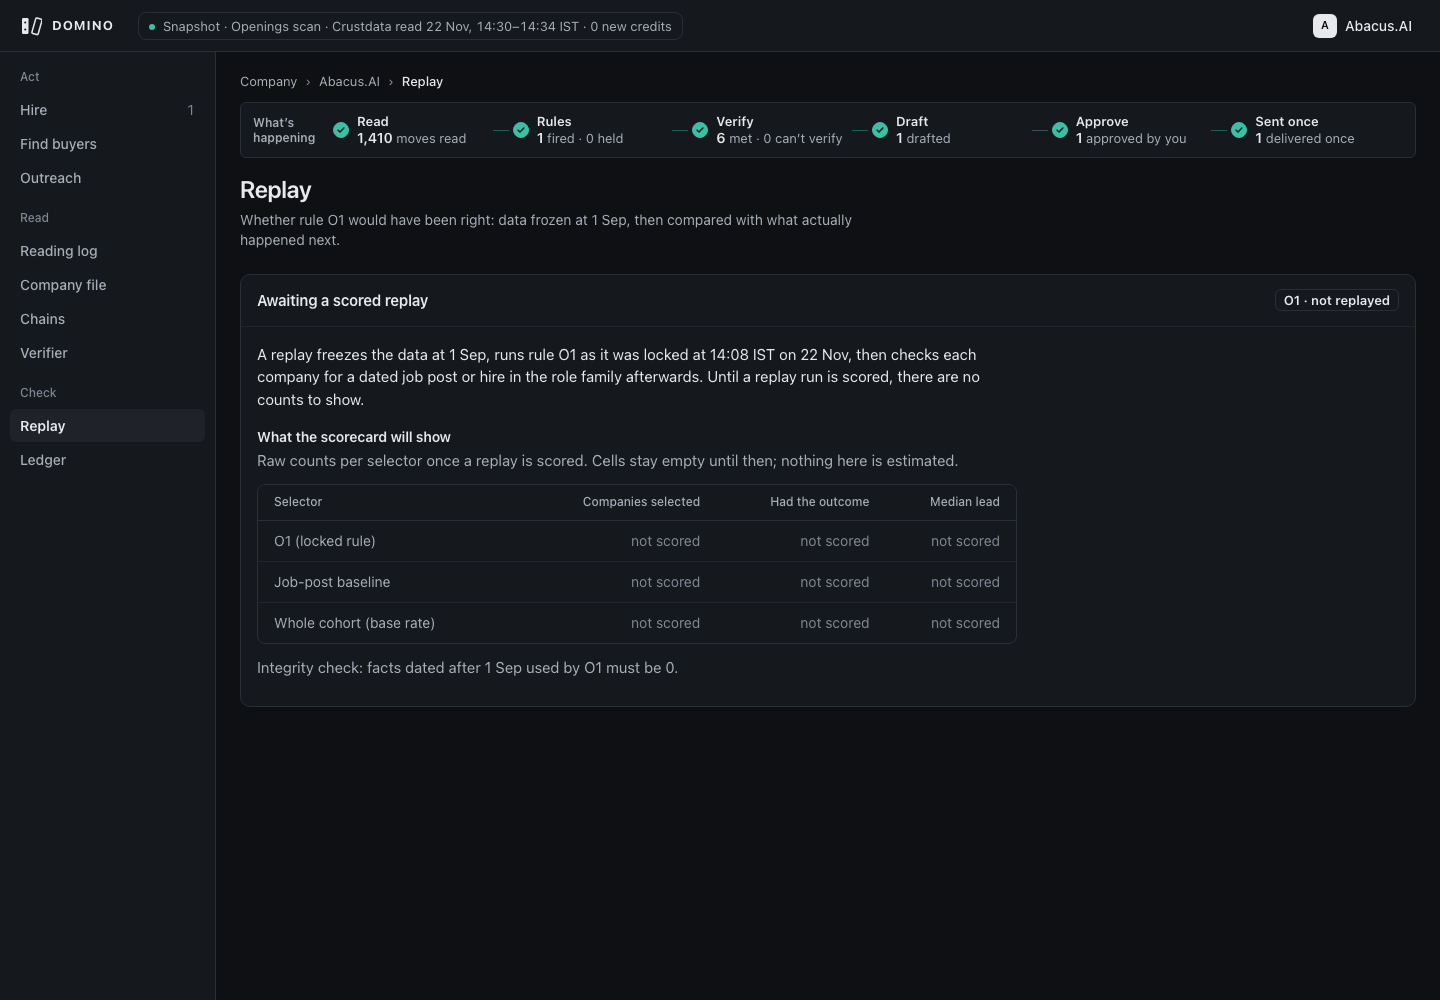 DOMINO
Snapshot · Openings scan · Crustdata read 22 Nov, 14:30–14:34 IST · 0 new credits
A
Abacus.AI
Act
Hire 1
Find buyers
Outreach
Read
Reading log
Company file
Chains
Verifier
Check
Replay
Ledger
Company › Abacus.AI › Replay
What's
happening
Read
1,410 moves read
Rules
1 fired · 0 held
Verify
6 met · 0 can't verify
Draft
1 drafted
Approve
1 approved by you
Sent once
1 delivered once
Replay
Whether rule O1 would have been right: data frozen at 1 Sep, then compared with what actually
happened next.
Awaiting a scored replay
O1 · not replayed
A replay freezes the data at 1 Sep, runs rule O1 as it was locked at 14:08 IST on 22 Nov, then checks each
company for a dated job post or hire in the role family afterwards. Until a replay run is scored, there are no
counts to show.
What the scorecard will show
Raw counts per selector once a replay is scored. Cells stay empty until then; nothing here is estimated.
Selector Companies selected Had the outcome Median lead
O1 (locked rule) not scored not scored not scored
Job-post baseline not scored not scored not scored
Whole cohort (base rate) not scored not scored not scored
Integrity check: facts dated after 1 Sep used by O1 must be 0.